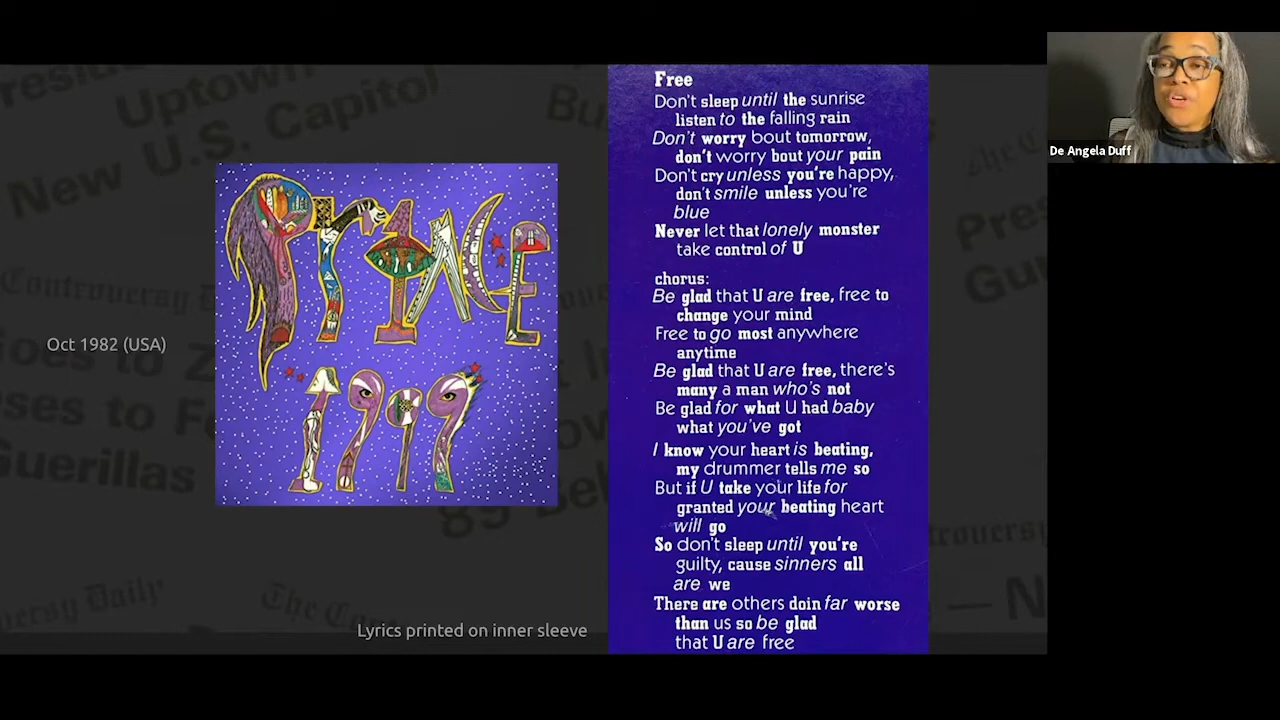 Uptown
New U.S. Capitol
Controversy
Guerillas
Oct 1982 (USA)
PRINCE
1999
Lyrics printed on inner sleeve
Free
Don't sleep until the sunrise
listen to the falling rain
Don't worry bout tomorrow,
don't worry bout your pain
Don't cry unless you're happy,
don't smile unless you're
blue
Never let that lonely monster
take control of U
chorus:
Be glad that U are free, free to
change your mind
Free to go most anywhere
anytime
Be glad that U are free, there's
many a man who's not
Be glad for what U had baby
what you've got
I know your heart is beating,
my drummer tells me so
But if U take your life for
granted your beating heart
will go
So don't sleep until you're
guilty, cause sinners all
are we
There are others doin far worse
than us so be glad
that U are free
De Angela Duff